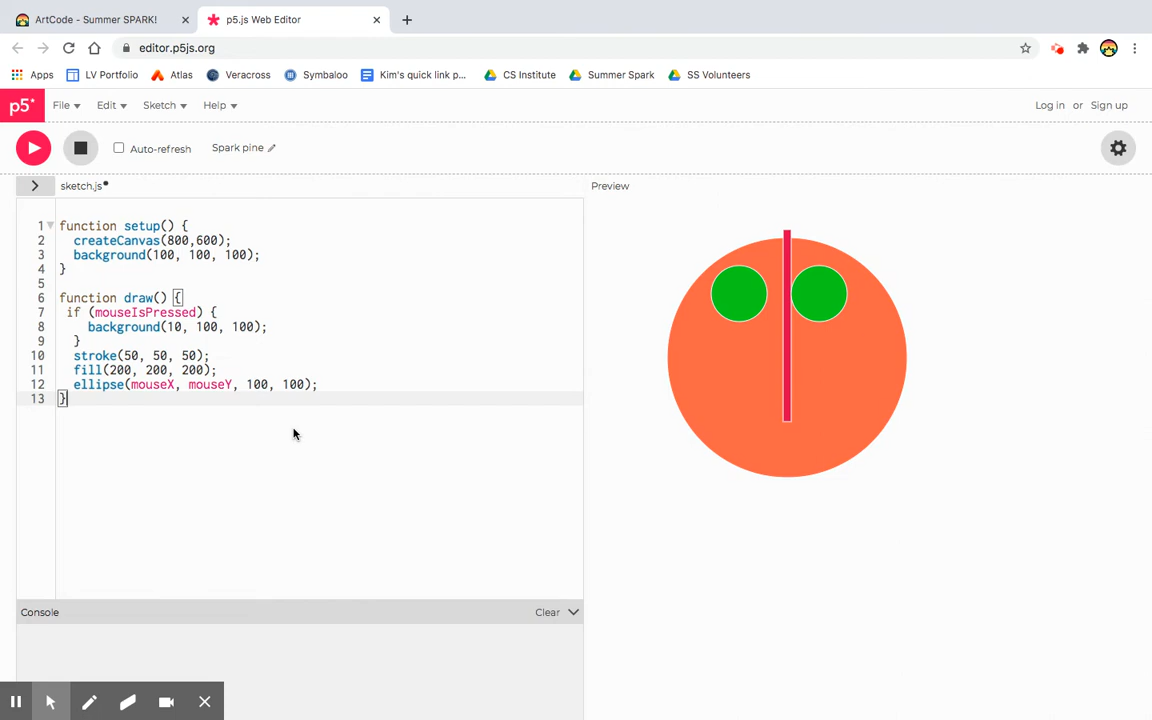 ArtCode - Summer SPARK!
p5.js Web Editor
editor.p5js.org
Apps LV Portfolio Atlas Veracross Symbaloo Kim's quick link p... CS Institute Summer Spark SS Volunteers
p5* File Edit Sketch Help Log in or Sign up
Auto-refresh Spark pine
sketch.js Preview
1 function setup() {
2 createCanvas(800,600);
3 background(100, 100, 100);
4 }
5
6 function draw() {
7 if (mouseIsPressed) {
8 background(10, 100, 100);
9 }
10 stroke(50, 50, 50);
11 fill(200, 200, 200);
12 ellipse(mouseX, mouseY, 100, 100);
13 }
Console Clear